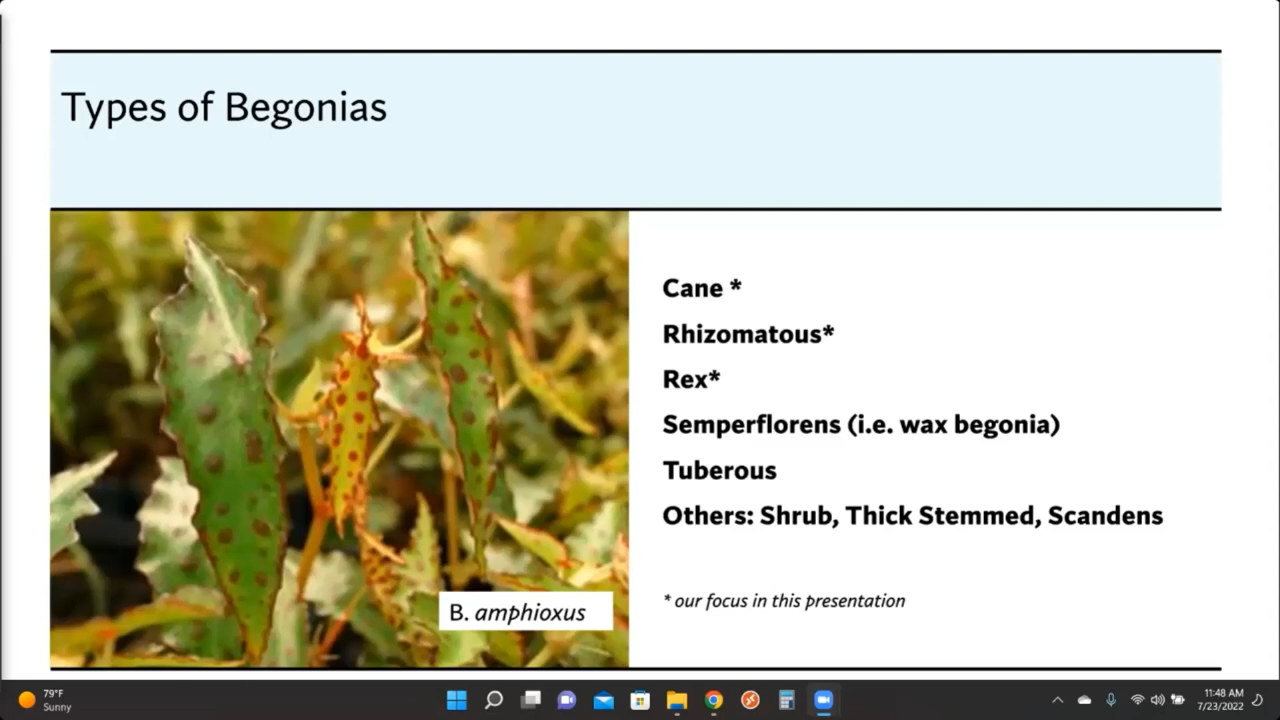 Types of Begonias
Cane *
Rhizomatous*
Rex*
Semperflorens (i.e. wax begonia)
Tuberous
Others: Shrub, Thick Stemmed, Scandens
* our focus in this presentation
B. amphioxus
79°F
Sunny
11:48 AM
7/23/2022